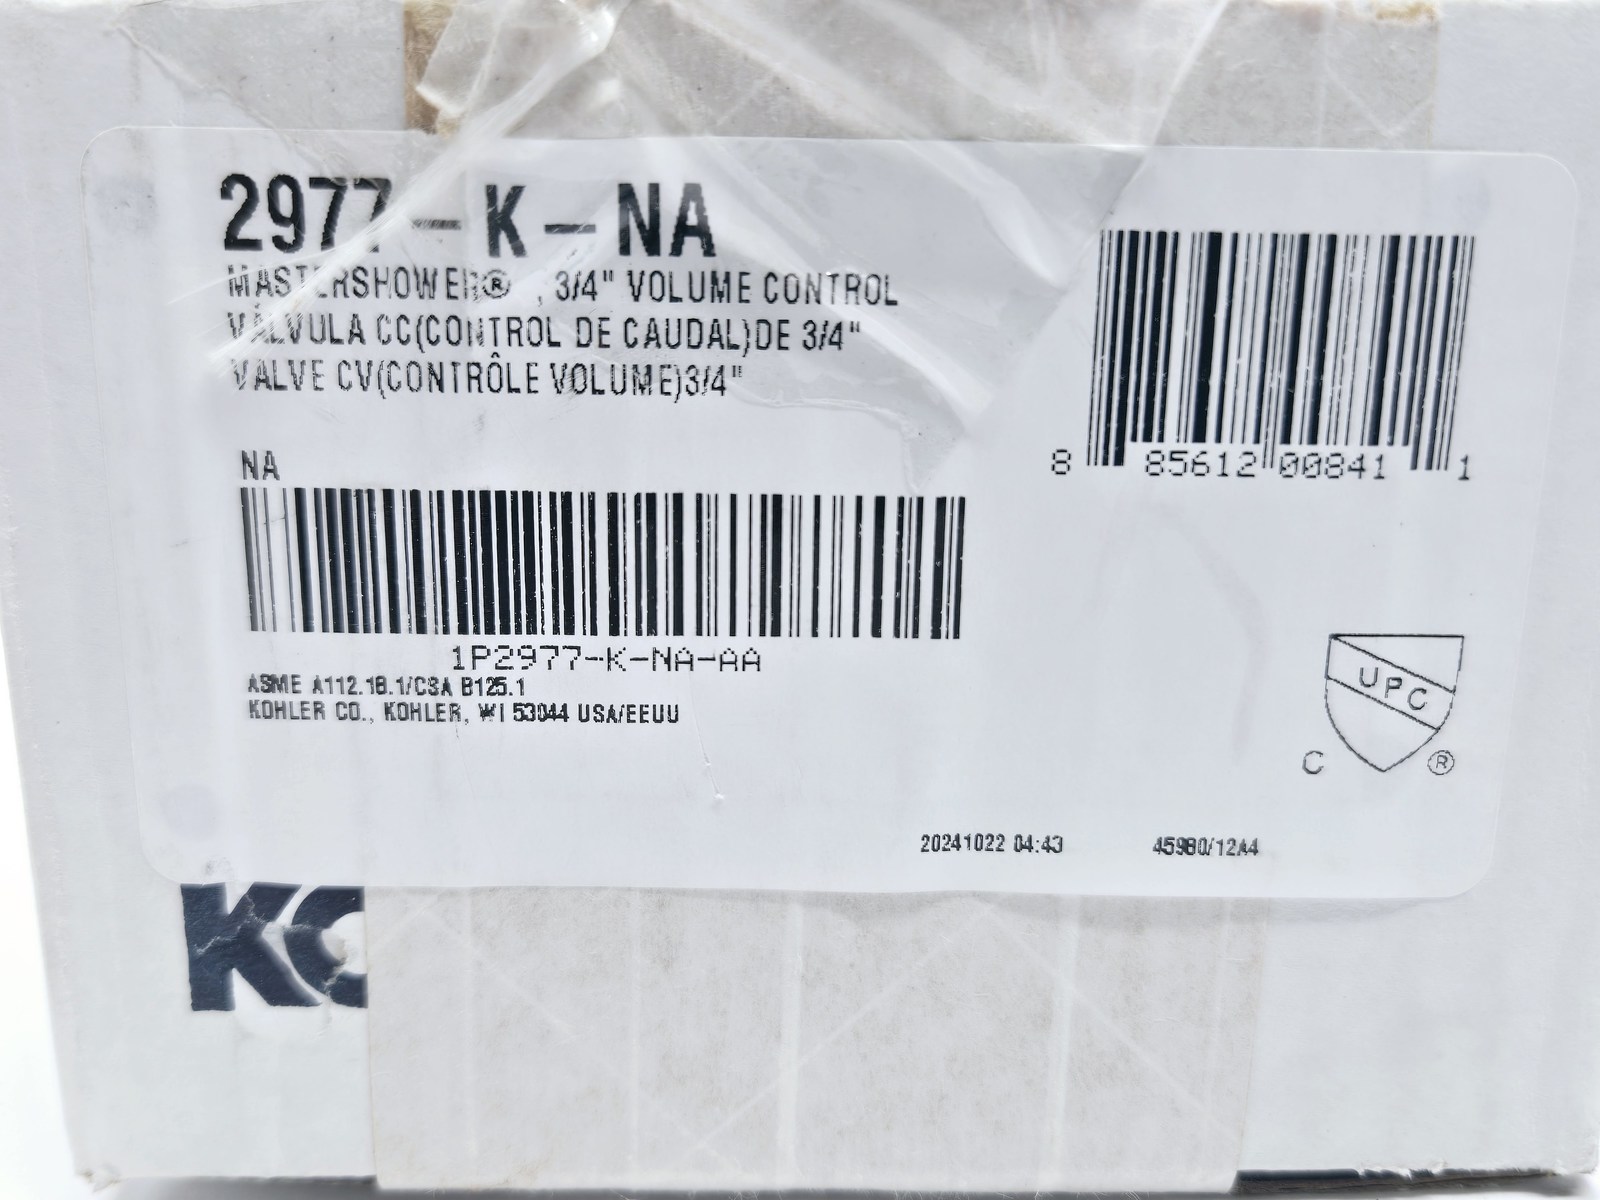 2977-K-NA
MASTERSHOWER® , 3/4" VOLUME CONTROL
VÁLVULA CC(CONTROL DE CAUDAL)DE 3/4"
VALVE CV(CONTRÔLE VOLUME)3/4"
8 85612 00841 1
NA
1P2977-K-NA-AA
ASME A112.18.1/CSA B125.1
KOHLER CO., KOHLER, WI 53044 USA/EEUU
UPC
C ®
20241022 04:43 45980/12A4
KO